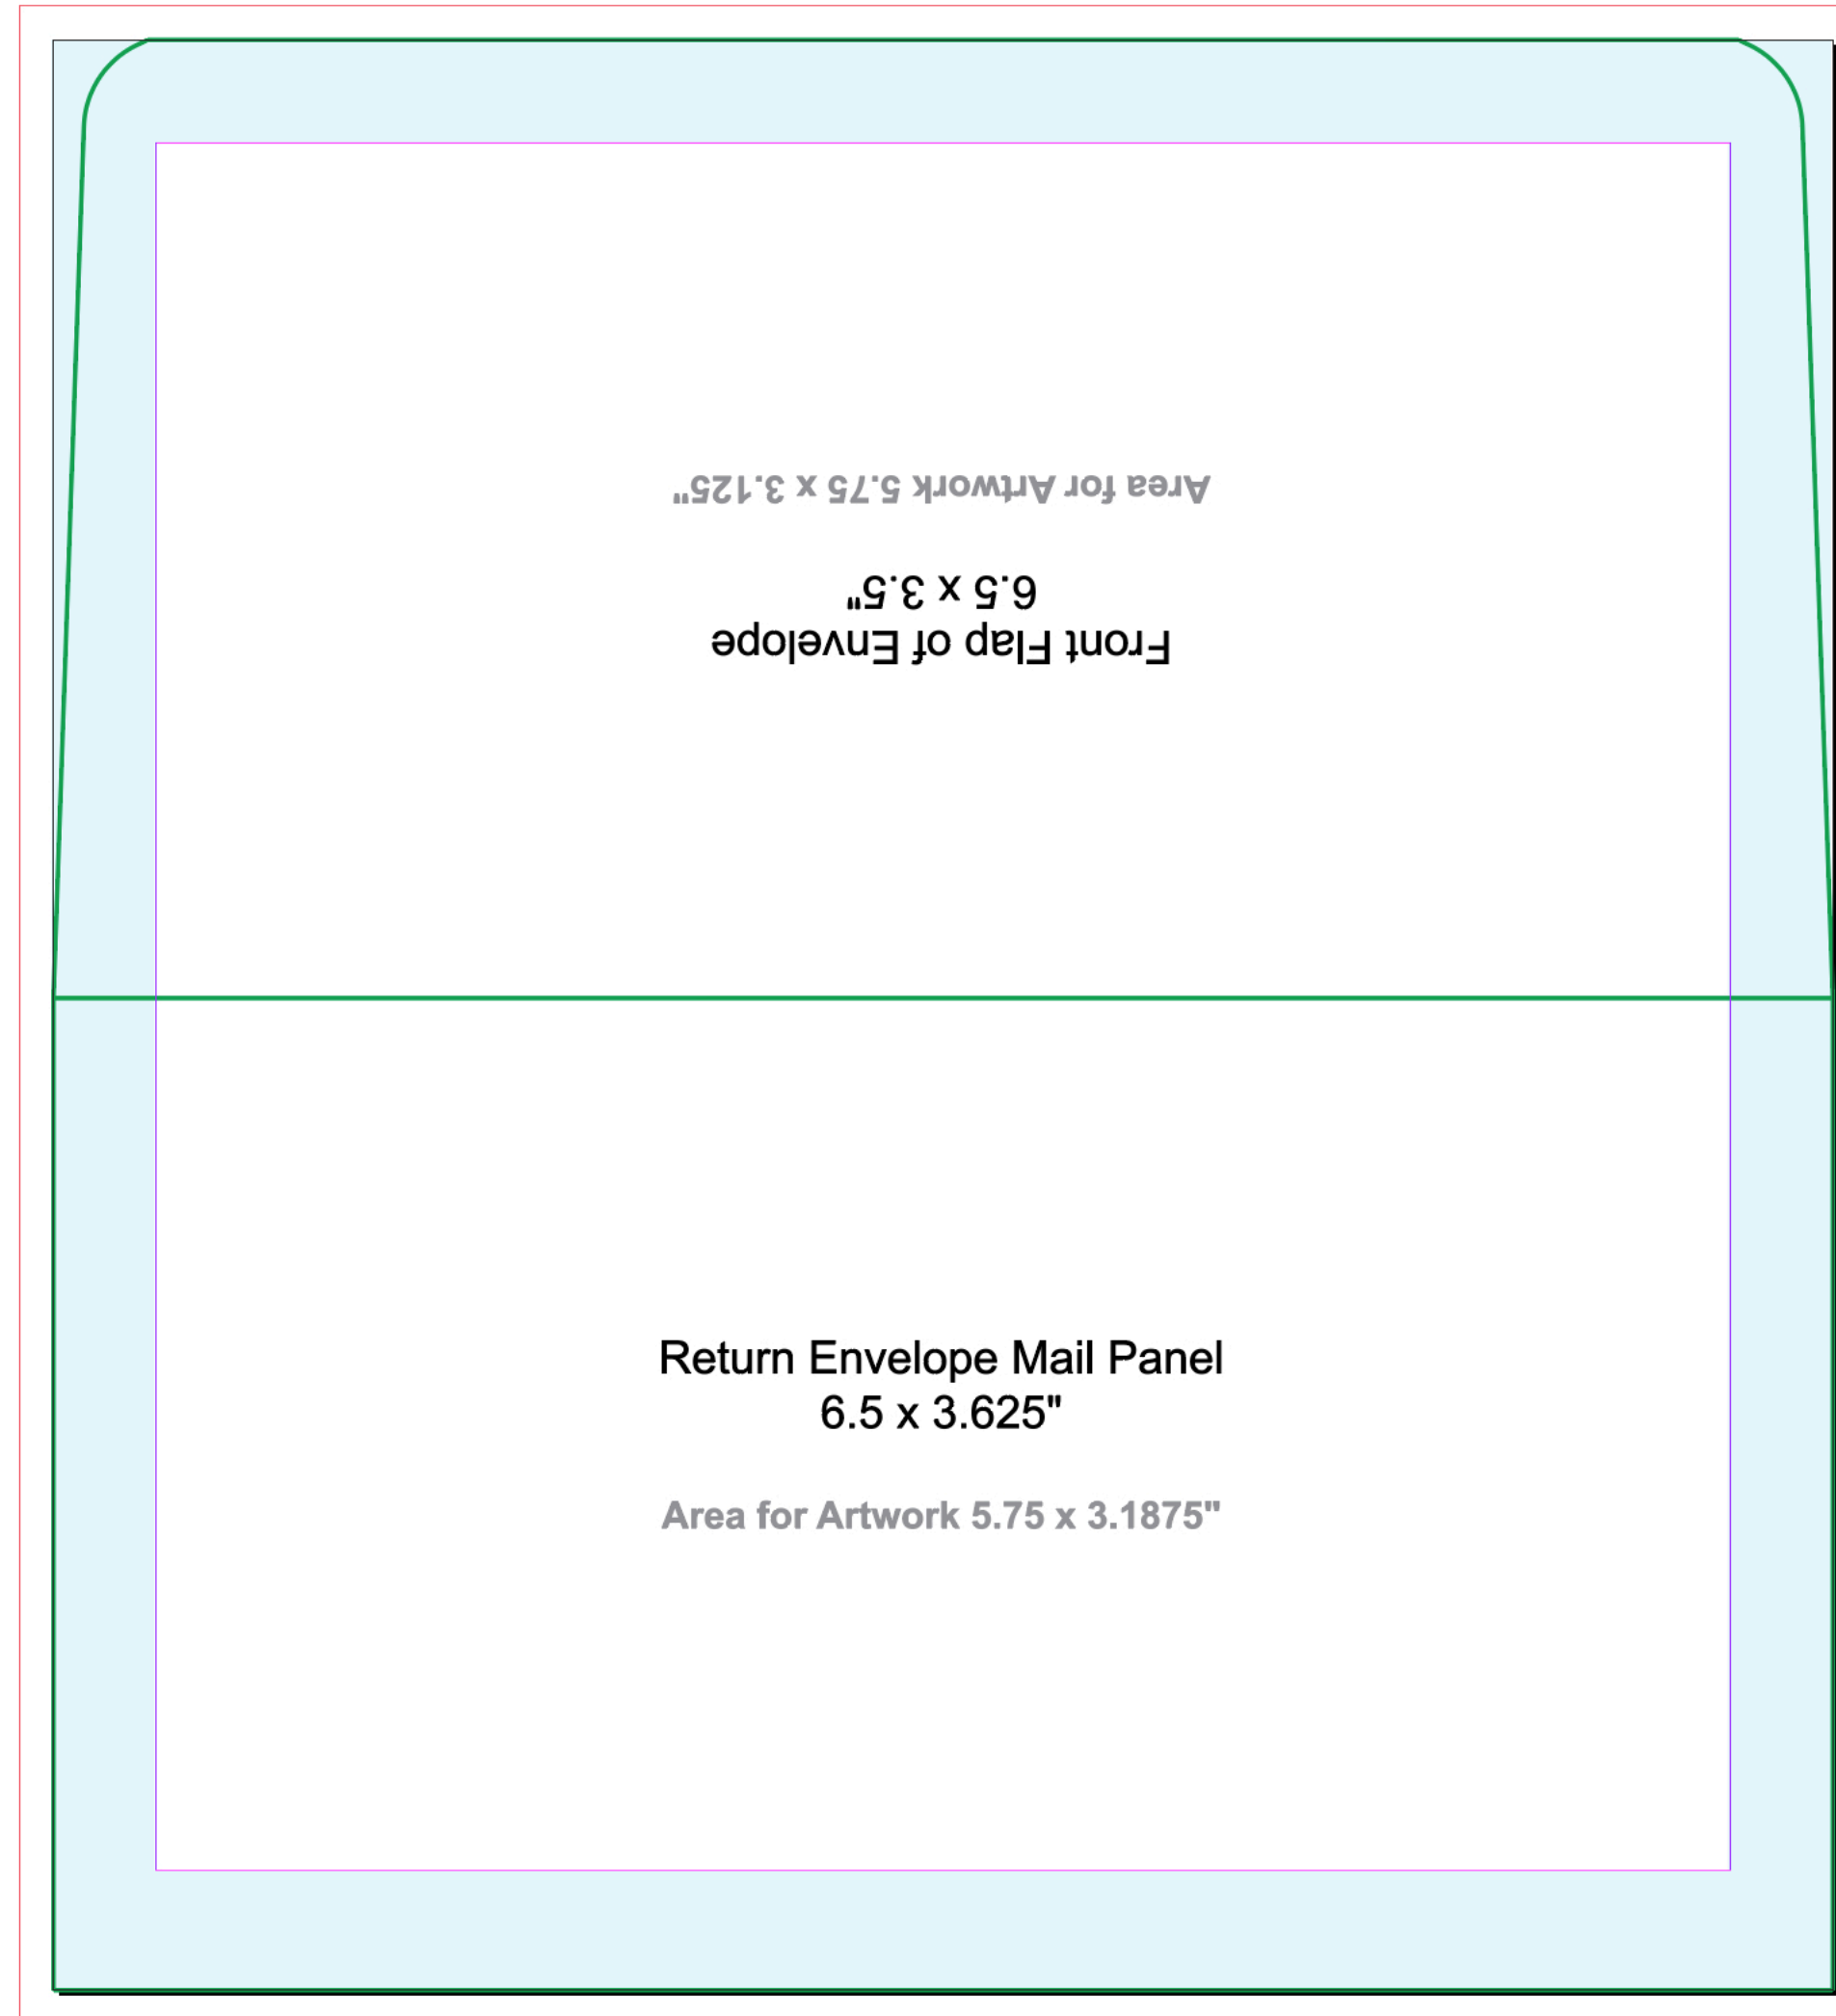 Front Flap of Envelope
6.5 x 3.5"
Area for Artwork 5.75 x 3.125"
Return Envelope Mail Panel
6.5 x 3.625"
Area for Artwork 5.75 x 3.1875"